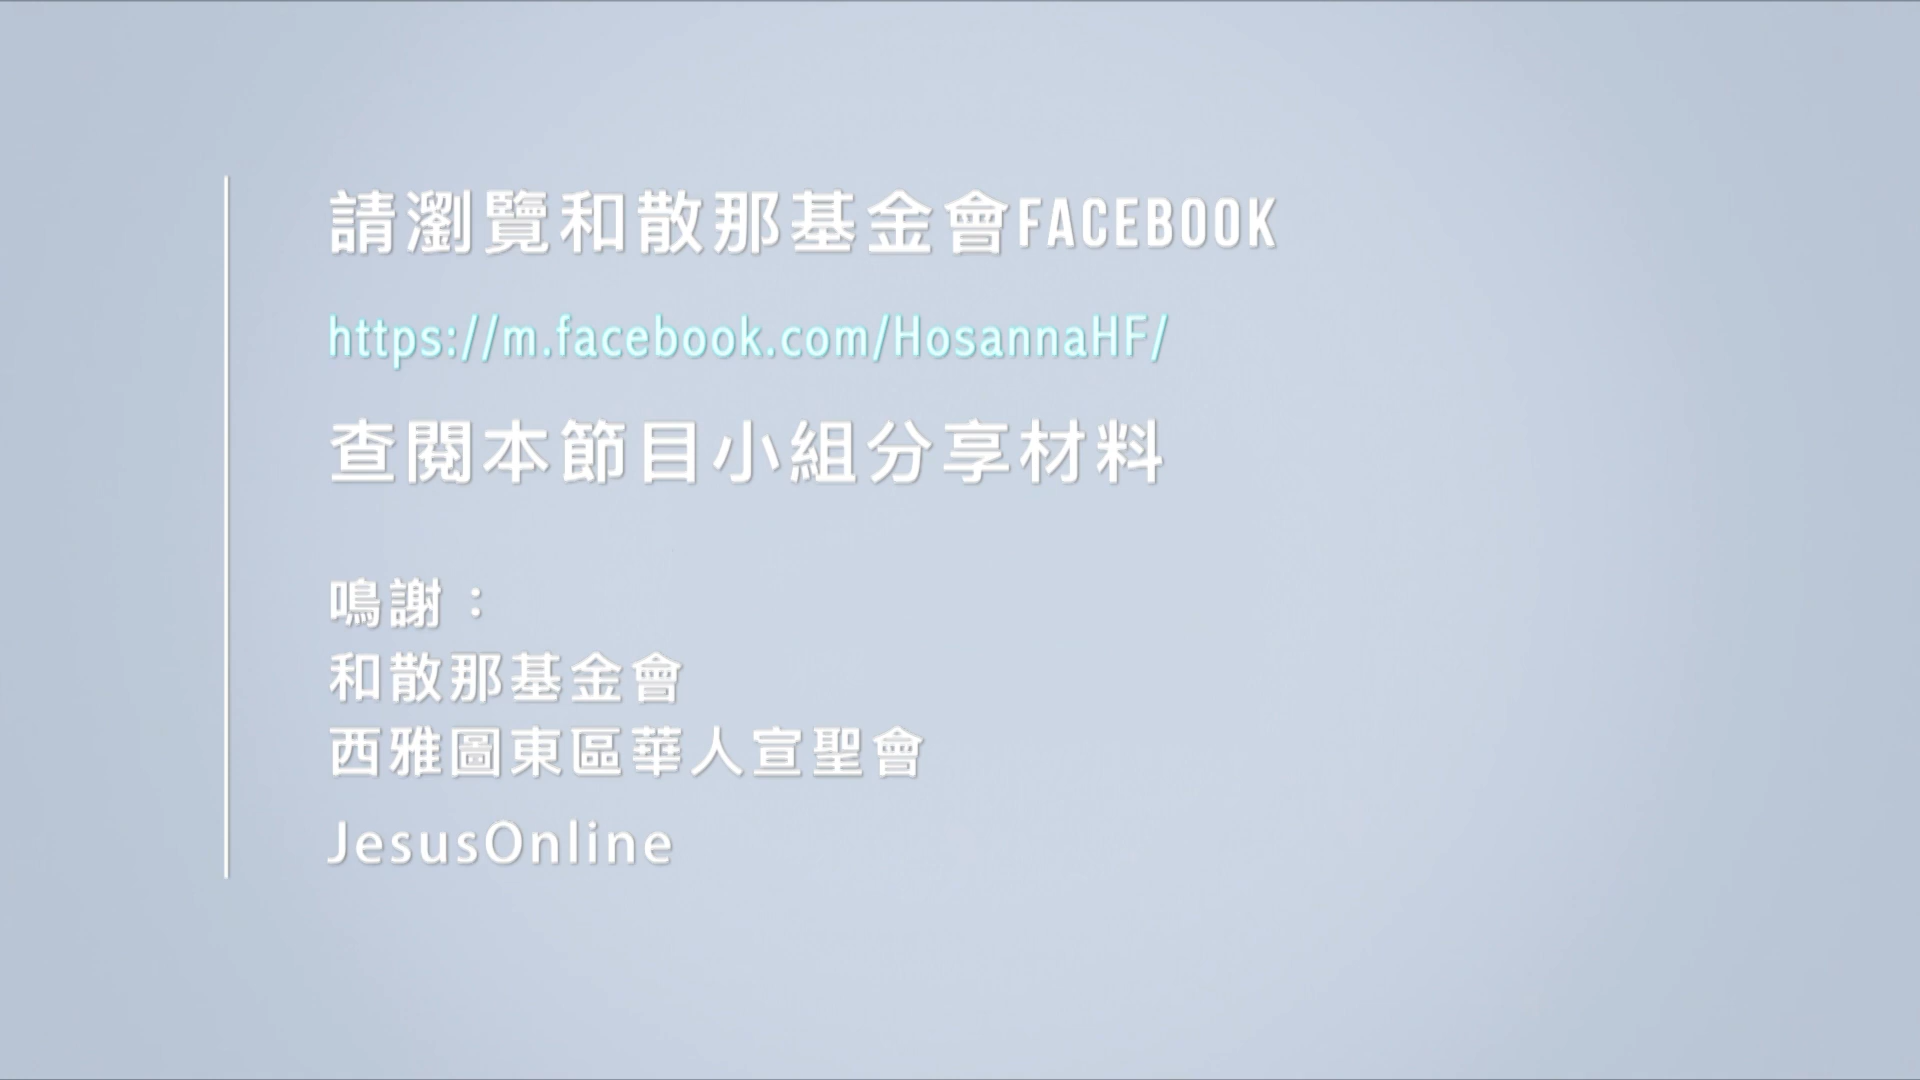 請瀏覽和散那基金會FACEBOOK
https://m.facebook.com/HosannaHF/
查閱本節目小組分享材料
鳴謝：
和散那基金會
西雅圖東區華人宣聖會
JesusOnline